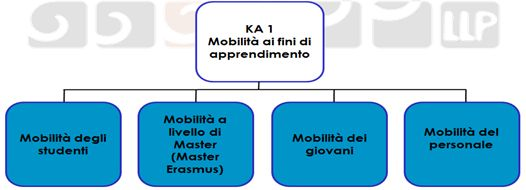 LLP
KA 1
Mobilità ai fini di
apprendimento
Mobilità degli
studenti
Mobilità a
livello di
Master
(Master
Erasmus)
Mobilità dei
giovani
Mobilità del
personale